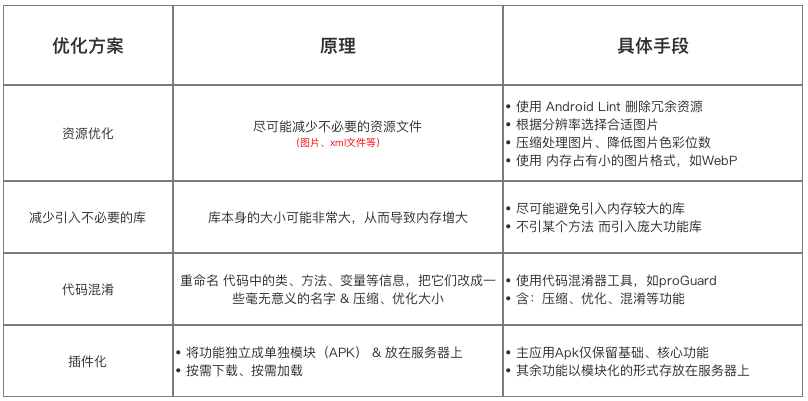 优化方案
原理
具体手段
资源优化
尽可能减少不必要的资源文件
（图片、xml文件等）
• 使用 Android Lint 删除冗余资源
• 根据分辨率选择合适图片
• 压缩处理图片、降低图片色彩位数
• 使用 内存占有小的图片格式，如WebP
减少引入不必要的库
库本身的大小可能非常大，从而导致内存增大
• 尽可能避免引入内存较大的库
• 不引某个方法 而引入庞大功能库
代码混淆
重命名 代码中的类、方法、变量等信息，把它们改成一
些毫无意义的名字 & 压缩、优化大小
• 使用代码混淆器工具，如proGuard
• 含：压缩、优化、混淆等功能
插件化
• 将功能独立成单独模块（APK） & 放在服务器上
• 按需下载、按需加载
• 主应用Apk仅保留基础、核心功能
• 其余功能以模块化的形式存放在服务器上